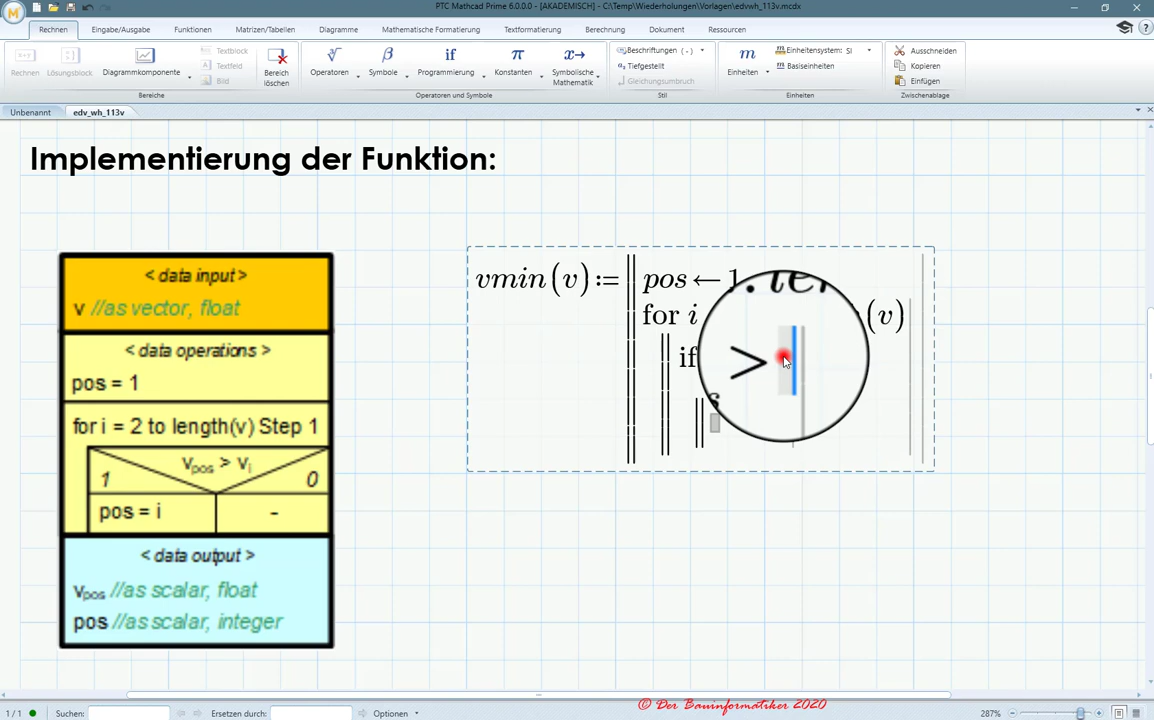 PTC Mathcad Prime 6.0.0.0 - [AKADEMISCH] - C:\Temp\Wiederholungen\Vorlagen\edvwh_113v.mcdx
Rechnen Eingabe/Ausgabe Funktionen Matrizen/Tabellen Diagramme Mathematische Formatierung Textformatierung Berechnung Dokument Ressourcen
Rechnen
Lösungsblock
Diagrammkomponente
Textblock
Textfeld
Bild
Bereich löschen
Operatoren
Symbole
Programmierung
Konstanten
Symbolische Mathematik
Beschriftungen ( - )
Tiefgestellt
Gleichungsumbruch
Einheiten
Einheitensystem: SI
Basiseinheiten
Ausschneiden
Kopieren
Einfügen
Bereiche Operatoren und Symbole Stil Einheiten Zwischenablage
Unbenannt edv_wh_113v
Implementierung der Funktion:
< data input >
v //as vector, float
< data operations >
pos = 1
for i = 2 to length(v) Step 1
vpos > vi
1 0
pos = i -
< data output >
vpos //as scalar, float
pos //as scalar, integer
vmin(v):= pos←1
for i (v)
if >
© Der Bauinformatiker 2020
1 / 1 Suchen: Ersetzen durch: Optionen 287%